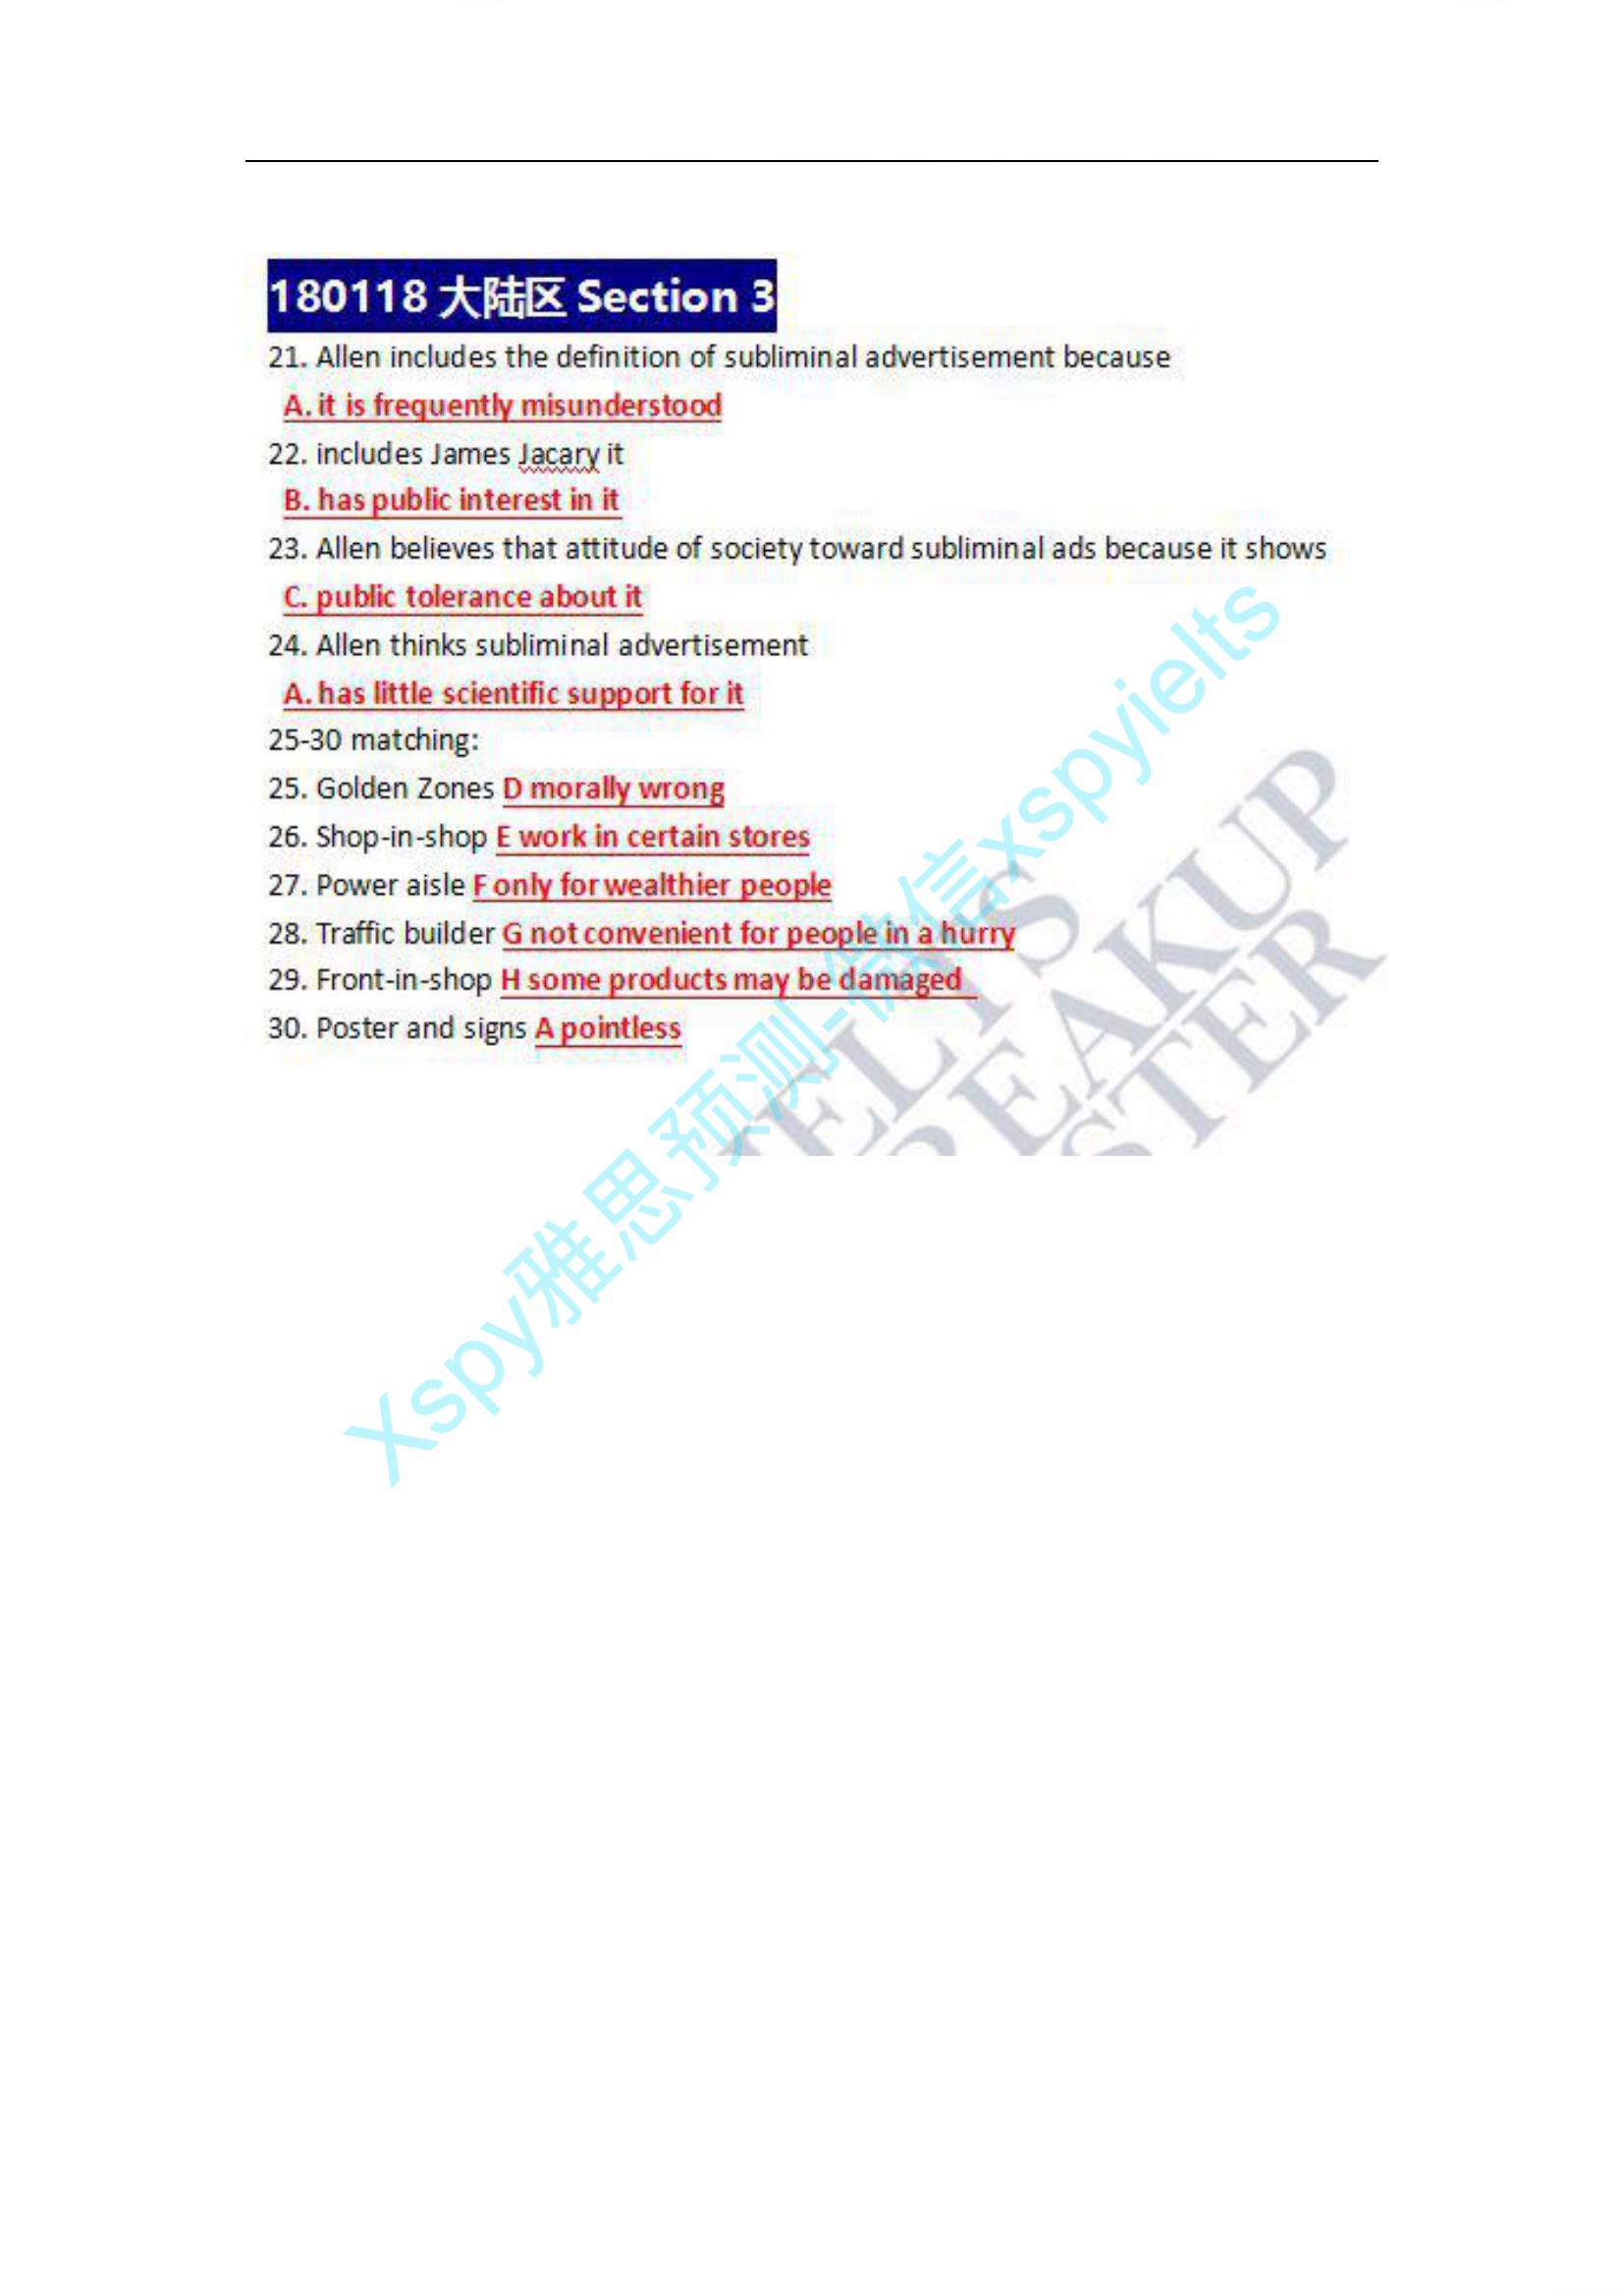 180118 大陆区 Section 3
21. Allen includes the definition of subliminal advertisement because
A. it is frequently misunderstood
22. includes James Jacary it
B. has public interest in it
23. Allen believes that attitude of society toward subliminal ads because it shows
C. public tolerance about it
24. Allen thinks subliminal advertisement
A. has little scientific support for it
25-30 matching:
25. Golden Zones D morally wrong
26. Shop-in-shop E work in certain stores
27. Power aisle F only for wealthier people
28. Traffic builder G not convenient for people in a hurry
29. Front-in-shop H some products may be damaged
30. Poster and signs A pointless
Xspy雅思预测-微信xspyielts